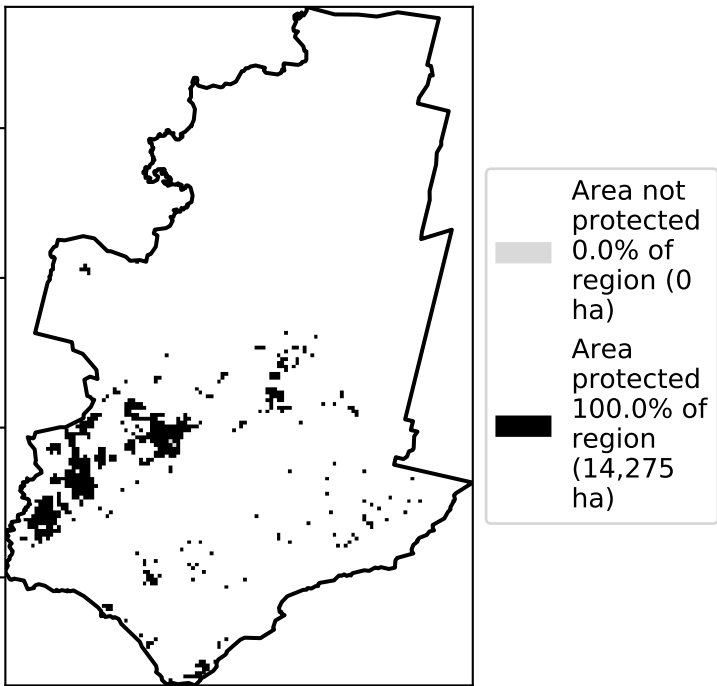 Area not
protected
0.0% of
region (0
ha)
Area
protected
100.0% of
region
(14,275
ha)